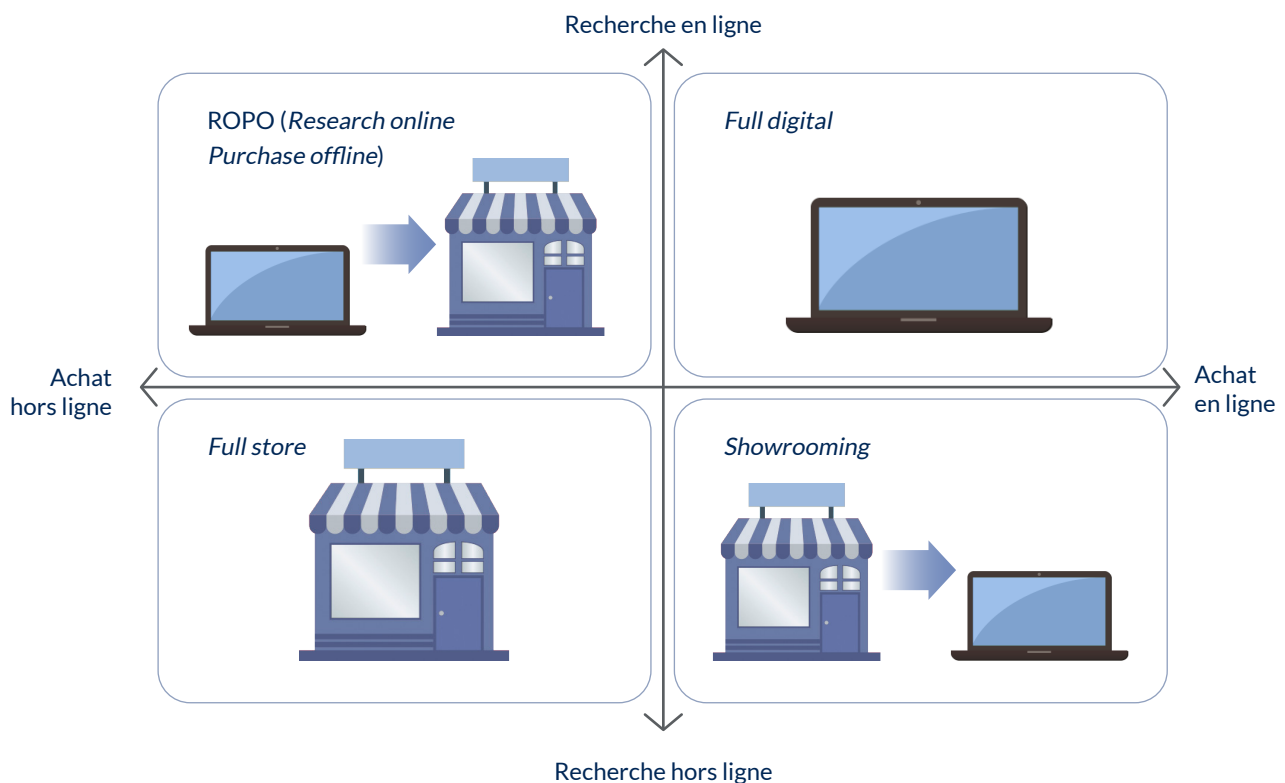 Recherche en ligne
ROPO (Research online
Purchase offline)
Full digital
Achat
hors ligne
Achat
en ligne
Full store
Showrooming
Recherche hors ligne